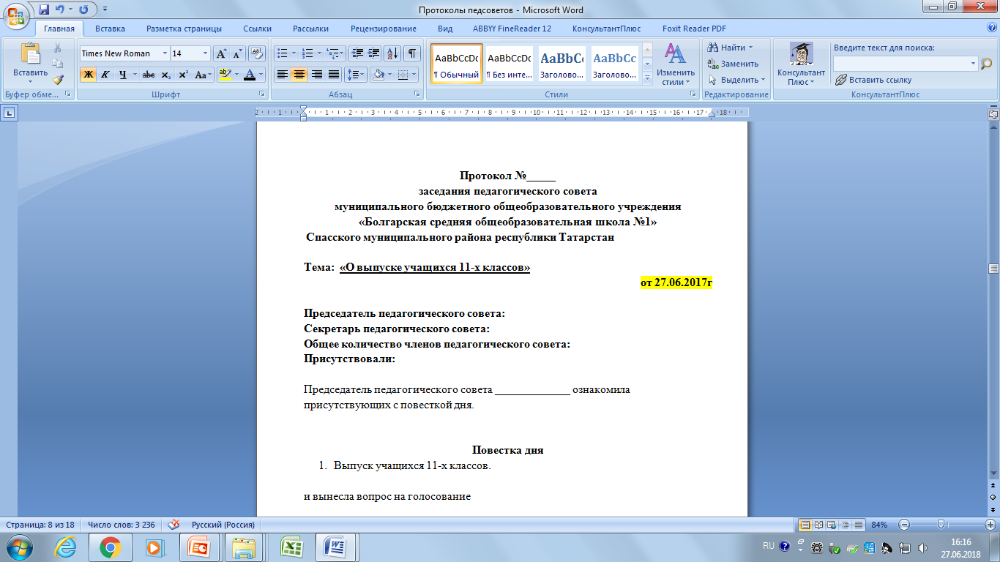 Протоколы педсоветов - Microsoft Word
Главная Вставка Разметка страницы Ссылки Рассылки Рецензирование Вид ABBYY FineReader 12 КонсультантПлюс Foxit Reader PDF
Times New Roman 14 AaBbCcDc AaBbCcDc AaBbCc AaBbCc Найти Введите текст для поиска:
Вставить ¶ Обычный ¶ Без инте... Заголово... Заголово... Изменить стили Заменить Консультант Плюс
Ж К Ч abc x₂ x² Aa A Выделить Вставить ссылку
Буфер обме... Шрифт Абзац Стили Редактирование КонсультантПлюс
2 1 1 2 3 4 5 6 7 8 9 10 11 12 13 14 15 16 17 18
Протокол №_____
заседания педагогического совета
муниципального бюджетного общеобразовательного учреждения
«Болгарская средняя общеобразовательная школа №1»
Спасского муниципального района республики Татарстан
Тема: «О выпуске учащихся 11-х классов»
от 27.06.2017г
Председатель педагогического совета:
Секретарь педагогического совета:
Общее количество членов педагогического совета:
Присутствовали:
Председатель педагогического совета _____________ ознакомила
присутствующих с повесткой дня.
Повестка дня
1. Выпуск учащихся 11-х классов.
и вынесла вопрос на голосование
Страница: 8 из 18 Число слов: 3 236 Русский (Россия) 84%
RU 16:16
27.06.2018